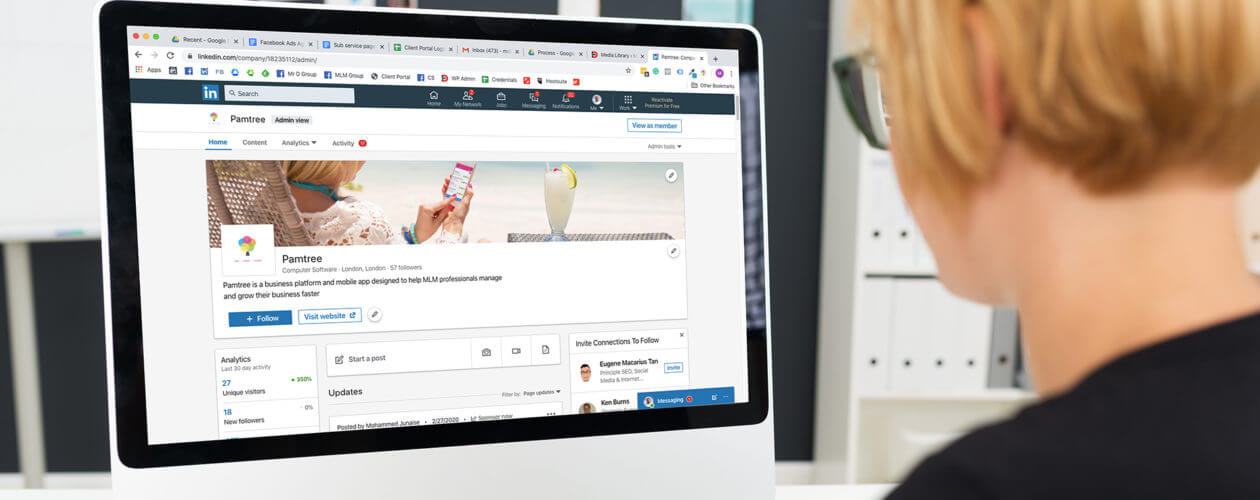 Recent - Google
Facebook Ads Ag
Sub service page
Client Portal Log
Inbox (473) - m
Process - Google
Media Library ‹ M
Pamtree: Compan
linkedin.com/company/18235112/admin/
Apps
FB
Mr D Group
MLM Group
Client Portal
CS
WP Admin
Credentials
Hootsuite
Other Bookmarks
in
Search
Home
My Network
Jobs
Messaging
Notifications
Me
Work
Reactivate
Premium for Free
Pamtree
Admin view
View as member
Home
Content
Analytics
Activity
Admin tools
Pamtree
Computer Software · London, London · 57 followers
Pamtree is a business platform and mobile app designed to help MLM professionals manage
and grow their business faster
+ Follow
Visit website
Analytics
Last 30 day activity
27
350%
Unique visitors
18
0%
New followers
Start a post
Updates
Filter by: Page updates
Posted by Mohammed Junaise • 2/27/2020 • Sponsor now
Invite Connections To Follow
Eugene Macarius Tan
Principle SEO, Social
Media & Internet...
Invite
Ken Burns
Messaging